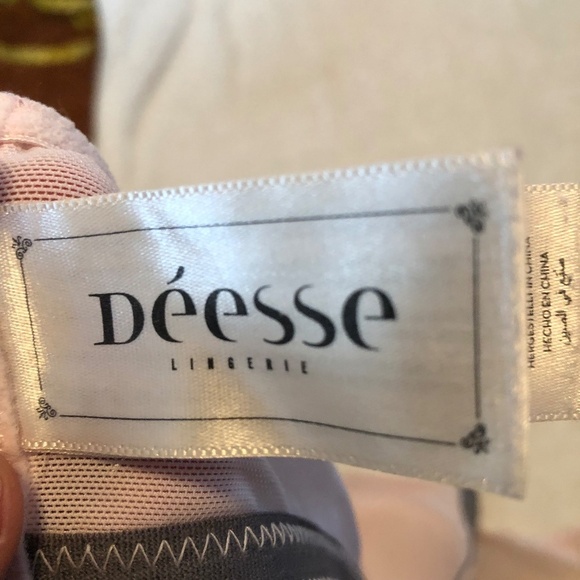 Déesse
LINGERIE
HERGESTELLT IN CHINA
HECHO EN CHINA
صنع في الصين